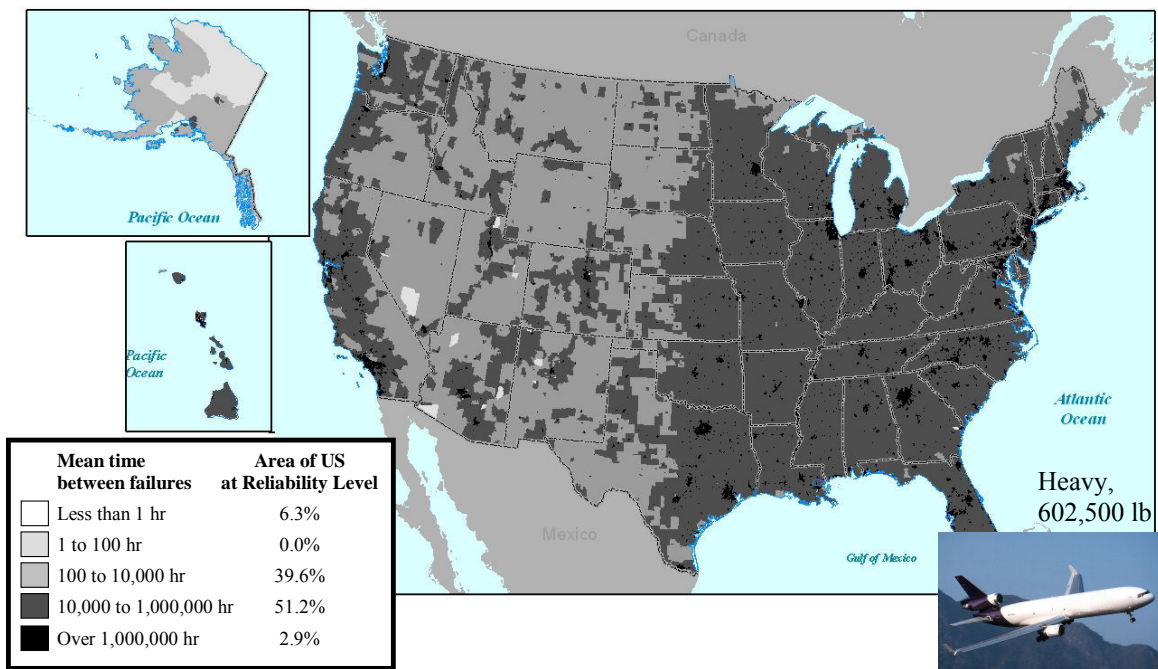 Canada
Pacific Ocean
Pacific
Ocean
Atlantic
Ocean
Mexico
Gulf of Mexico
Heavy,
602,500 lb
Mean time Area of US
between failures at Reliability Level
Less than 1 hr 6.3%
1 to 100 hr 0.0%
100 to 10,000 hr 39.6%
10,000 to 1,000,000 hr 51.2%
Over 1,000,000 hr 2.9%